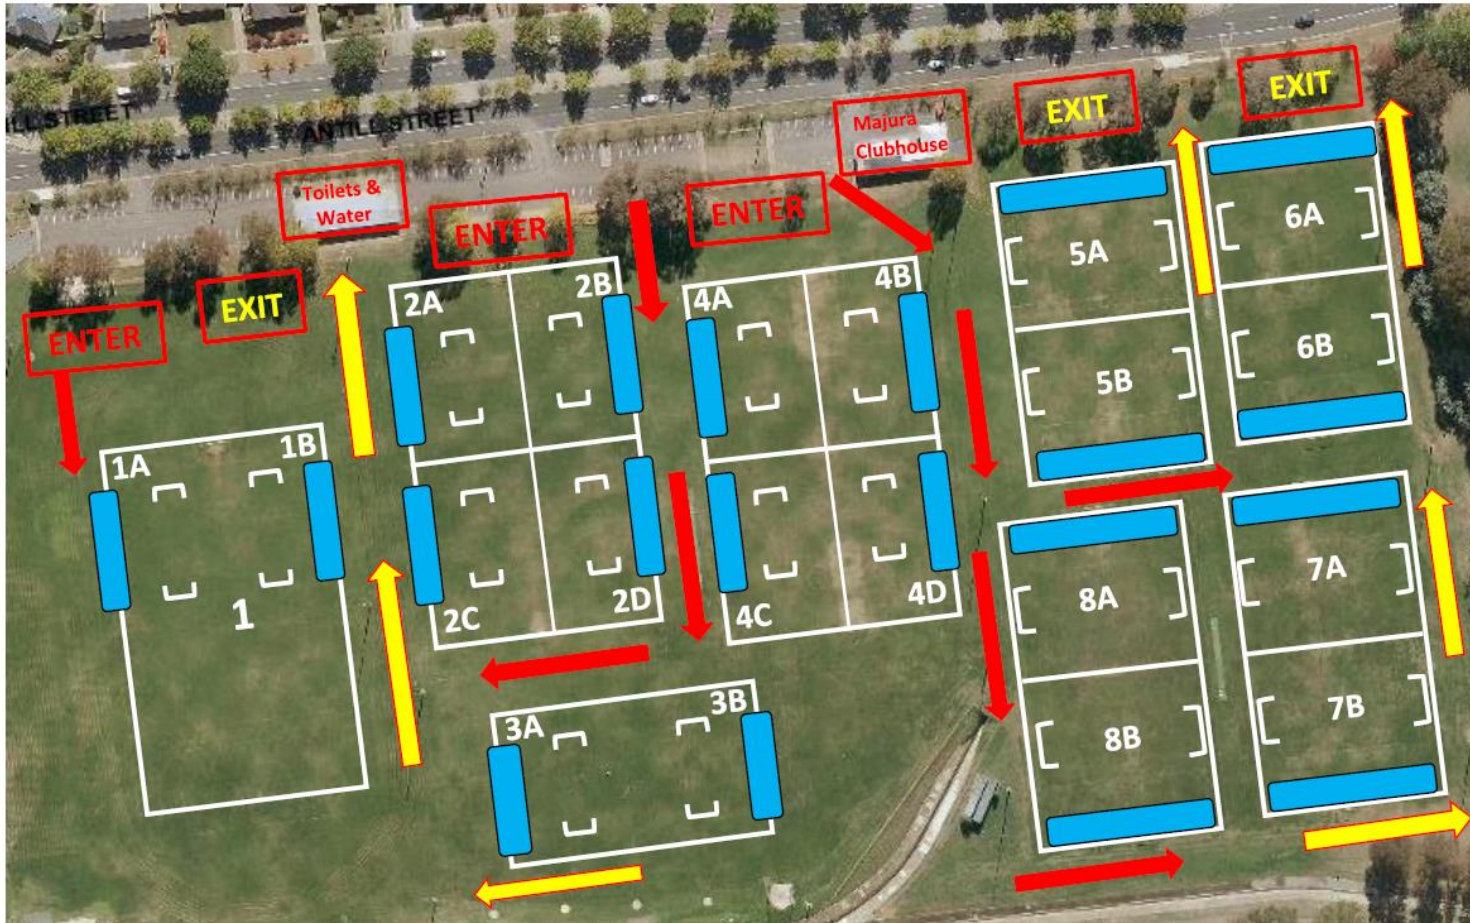 ILL STREET
ANTILL STREET
EXIT
EXIT
Majura
Clubhouse
Toilets &
Water
ENTER
ENTER
EXIT
ENTER
1A
1B
1
2A
2B
2C
2D
3A
3B
4A
4B
4C
4D
5A
5B
6A
6B
7A
7B
8A
8B